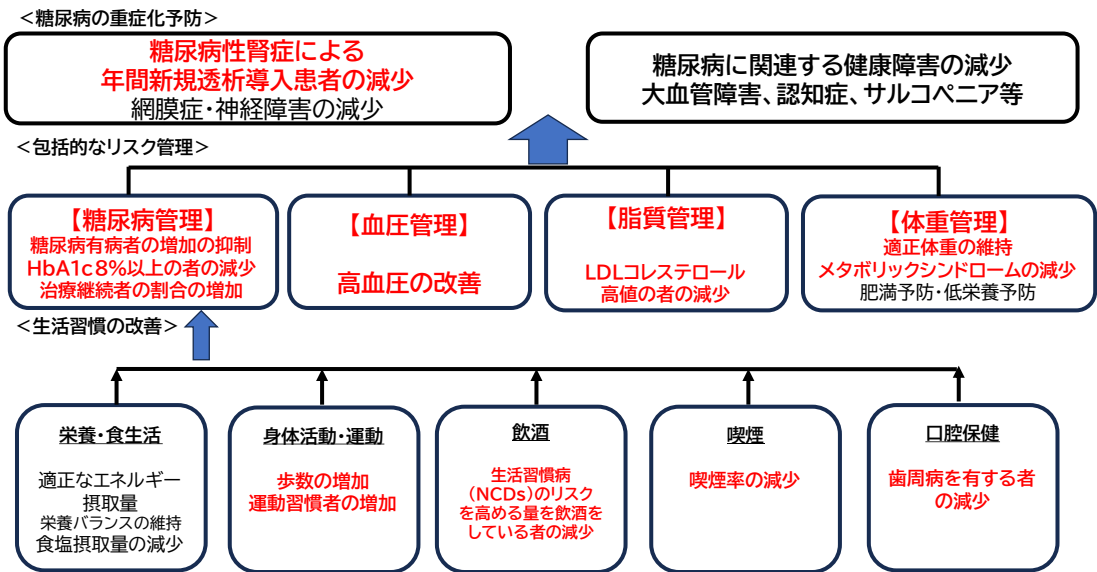 <糖尿病の重症化予防>
糖尿病性腎症による
年間新規透析導入患者の減少
網膜症・神経障害の減少
糖尿病に関連する健康障害の減少
大血管障害、認知症、サルコペニア等
<包括的なリスク管理>
【糖尿病管理】
糖尿病有病者の増加の抑制
HbA1c8%以上の者の減少
治療継続者の割合の増加
【血圧管理】
高血圧の改善
【脂質管理】
LDLコレステロール
高値の者の減少
【体重管理】
適正体重の維持
メタボリックシンドロームの減少
肥満予防・低栄養予防
<生活習慣の改善>
栄養・食生活
適正なエネルギー
摂取量
栄養バランスの維持
食塩摂取量の減少
身体活動・運動
歩数の増加
運動習慣者の増加
飲酒
生活習慣病
(NCDs)のリスク
を高める量を飲酒を
している者の減少
喫煙
喫煙率の減少
口腔保健
歯周病を有する者
の減少